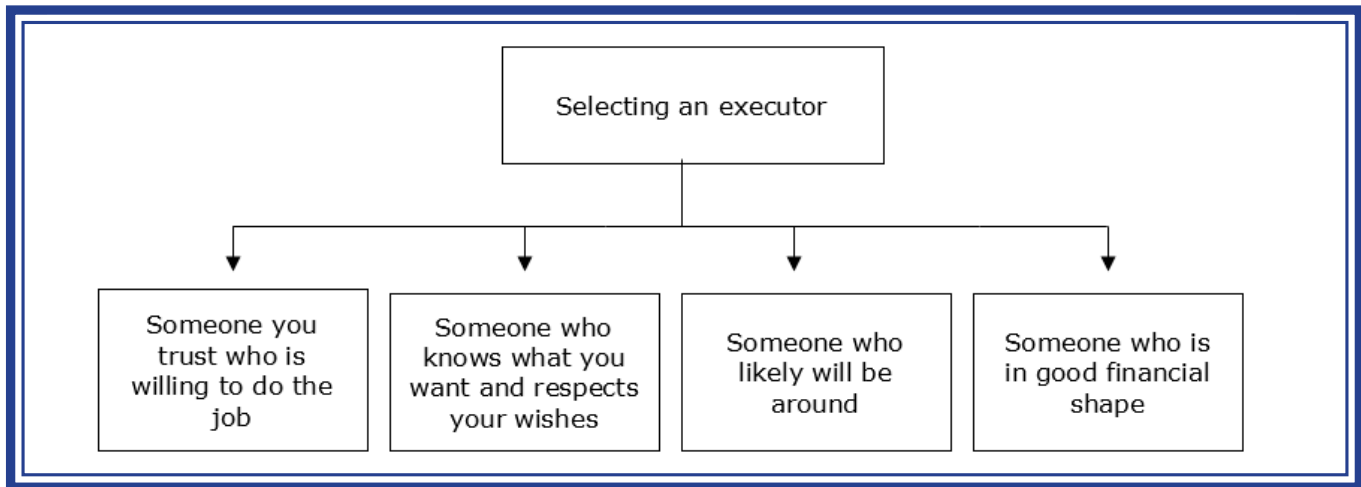 Selecting an executor
Someone you
trust who is
willing to do the
job
Someone who
knows what you
want and respects
your wishes
Someone who
likely will be
around
Someone who is
in good financial
shape